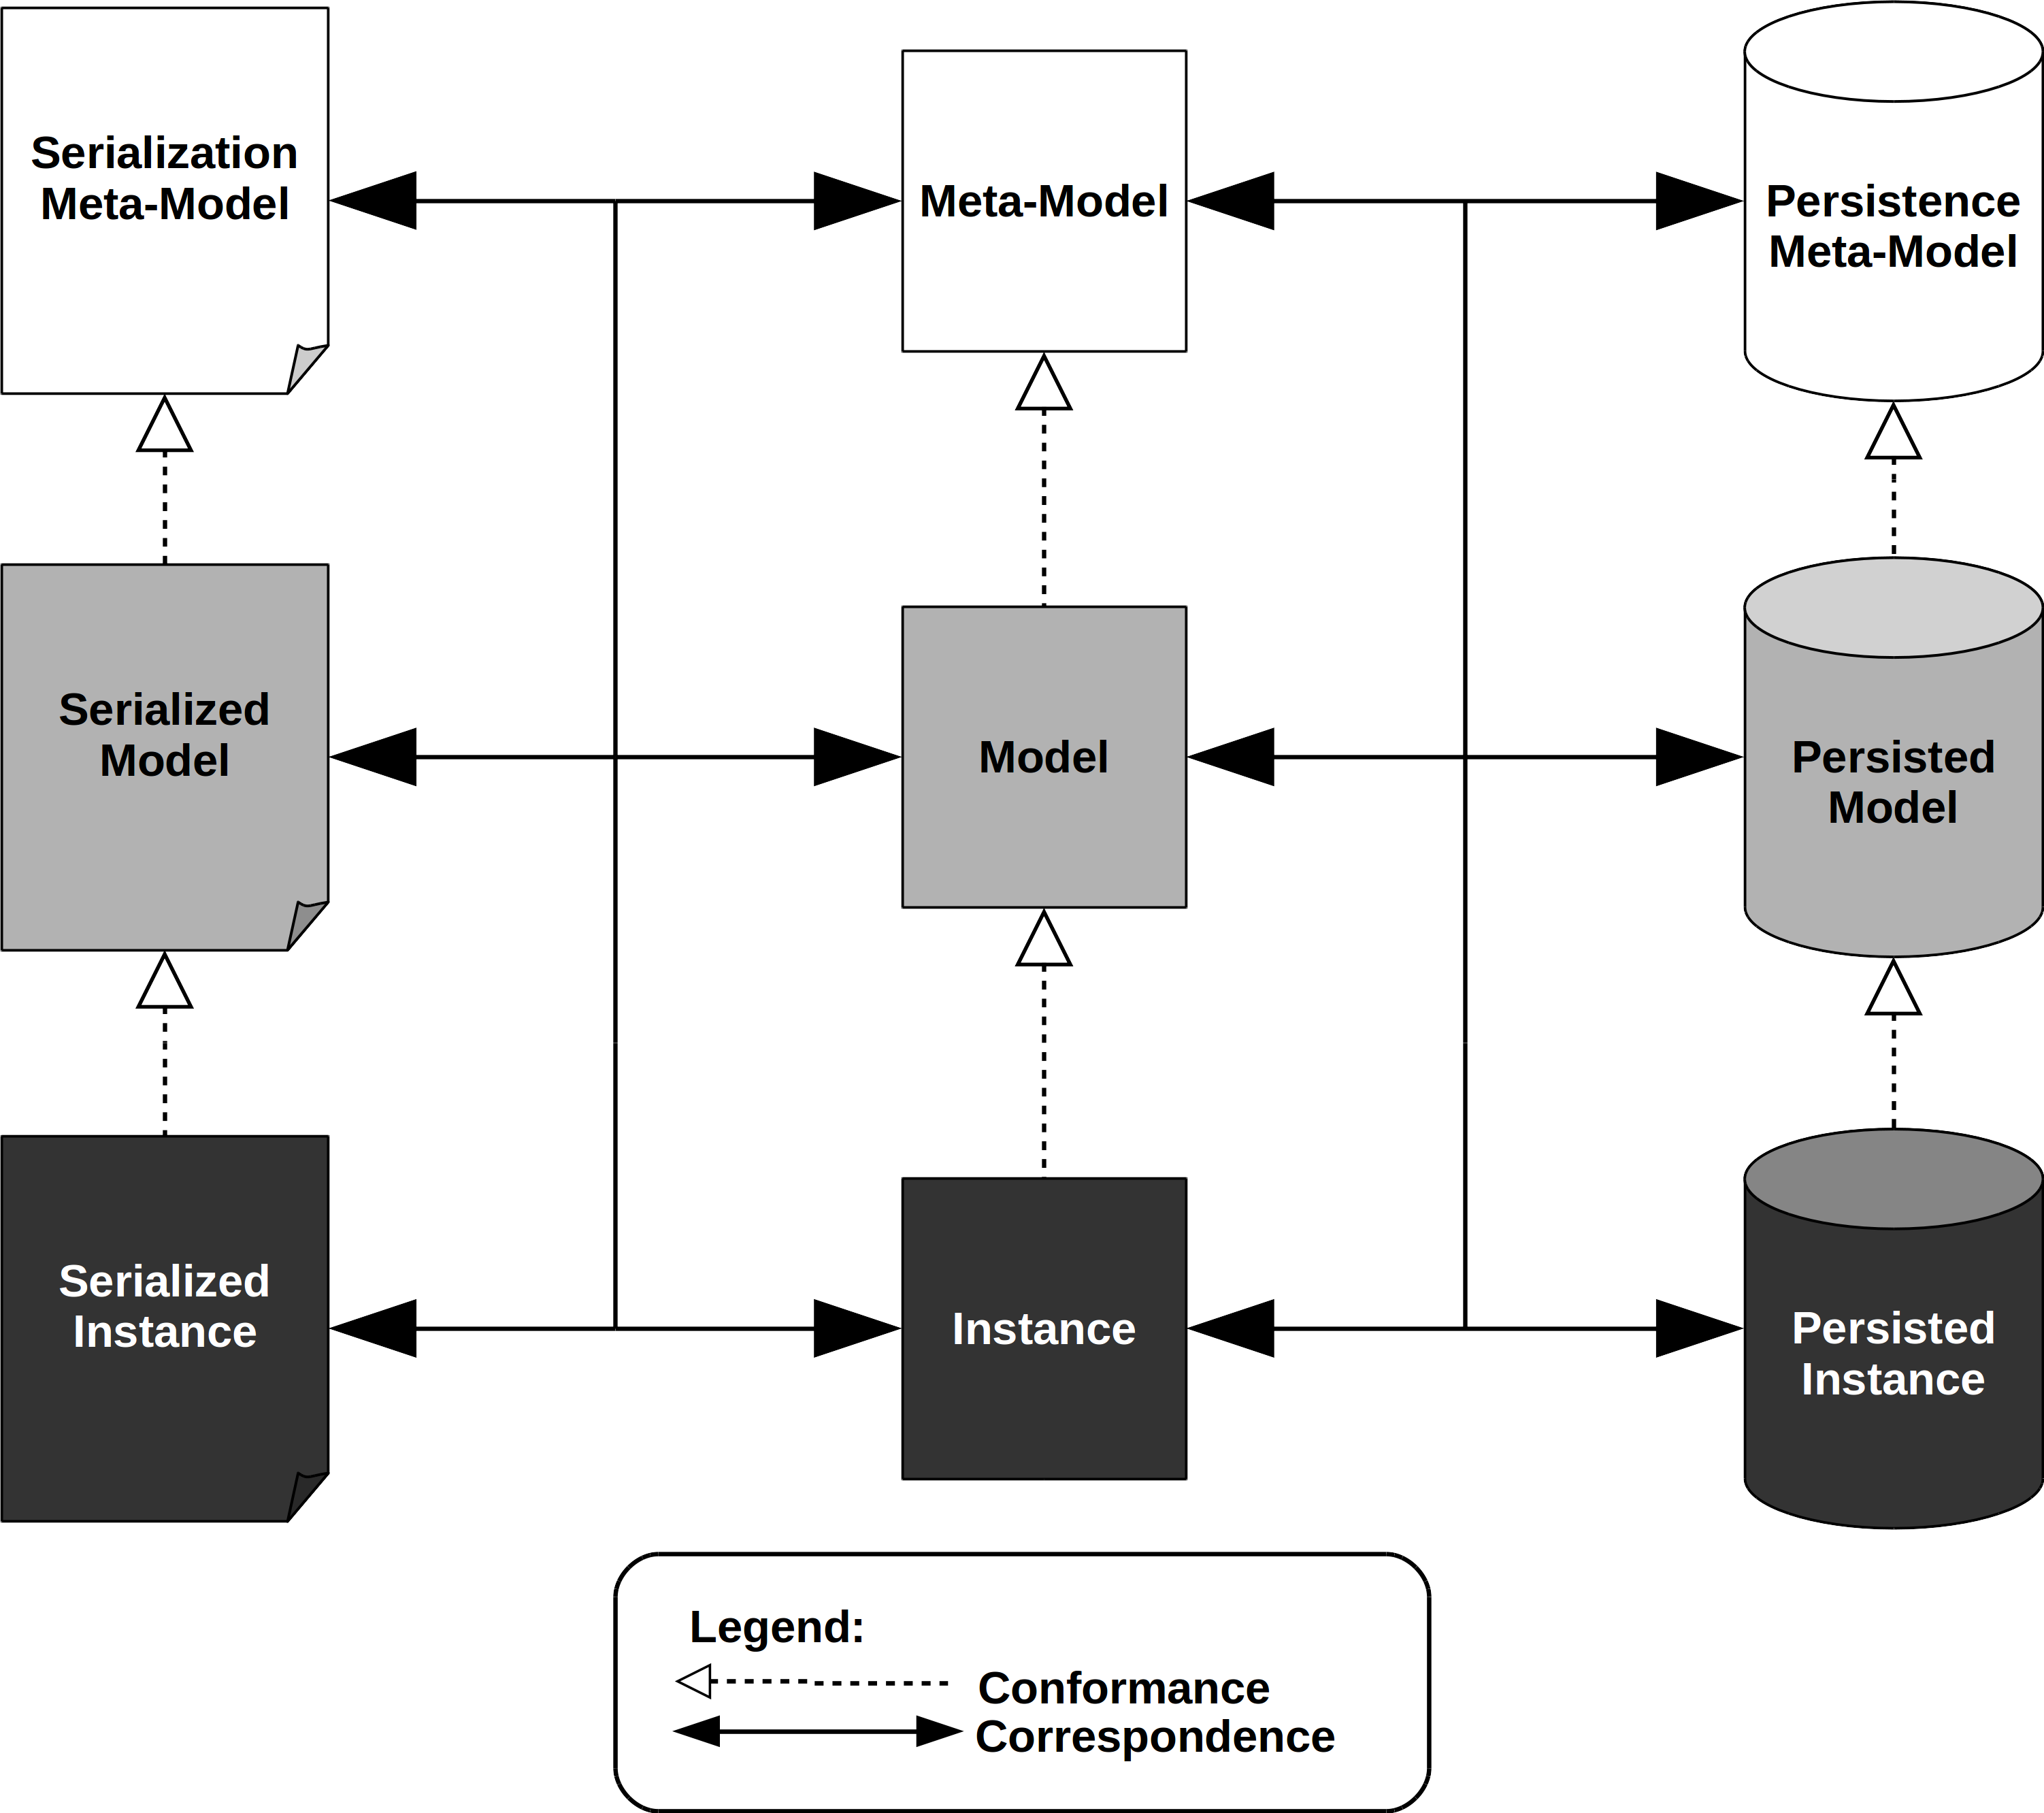 Serialization
Meta-Model
Meta-Model
Persistence
Meta-Model
Serialized
Model
Model
Persisted
Model
Serialized
Instance
Instance
Persisted
Instance
Legend:
Conformance
Correspondence